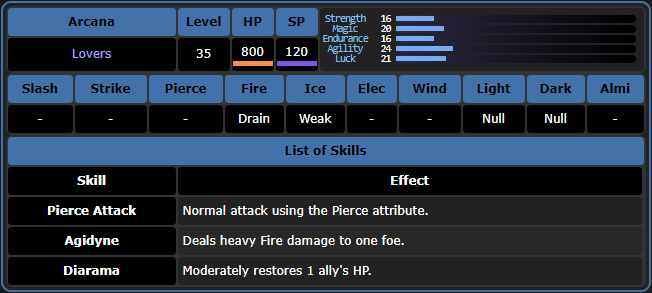 Arcana Level HP SP
Lovers 35 800 120
Strength 16
Magic 20
Endurance 16
Agility 24
Luck 21
Slash Strike Pierce Fire Ice Elec Wind Light Dark Almi
- - - Drain Weak - - Null Null -
List of Skills
Skill Effect
Pierce Attack Normal attack using the Pierce attribute.
Agidyne Deals heavy Fire damage to one foe.
Diarama Moderately restores 1 ally's HP.